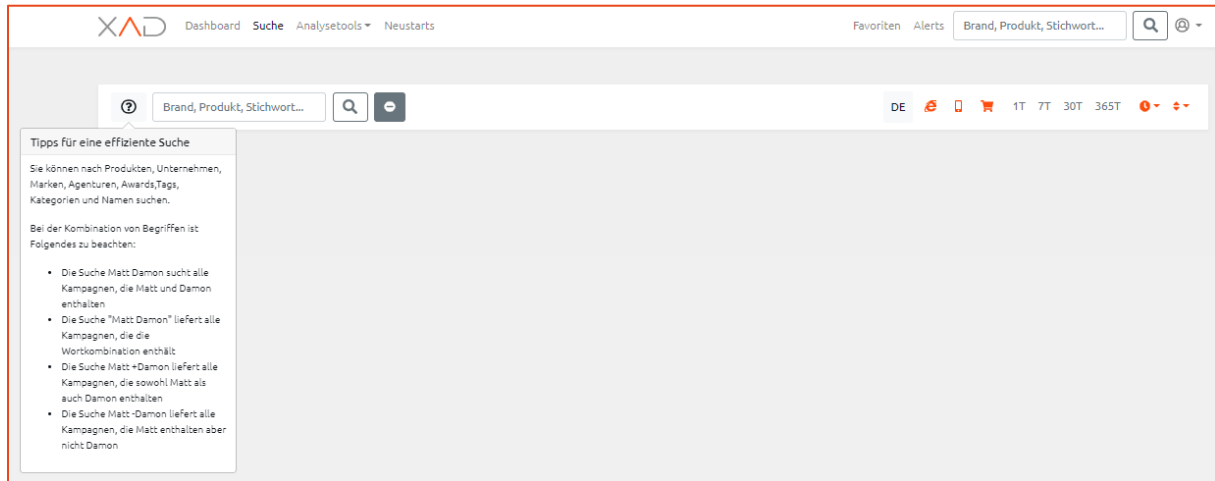 XAD Dashboard Suche Analysetools Neustarts Favoriten Alerts Brand, Produkt, Stichwort...
Brand, Produkt, Stichwort... DE 1T 7T 30T 365T
Tipps für eine effiziente Suche
Sie können nach Produkten, Unternehmen,
Marken, Agenturen, Awards,Tags,
Kategorien und Namen suchen.
Bei der Kombination von Begriffen ist
Folgendes zu beachten:
Die Suche Matt Damon sucht alle
Kampagnen, die Matt und Damon
enthalten
Die Suche "Matt Damon" liefert alle
Kampagnen, die die
Wortkombination enthält
Die Suche Matt +Damon liefert alle
Kampagnen, die sowohl Matt als
auch Damon enthalten
Die Suche Matt -Damon liefert alle
Kampagnen, die Matt enthalten aber
nicht Damon